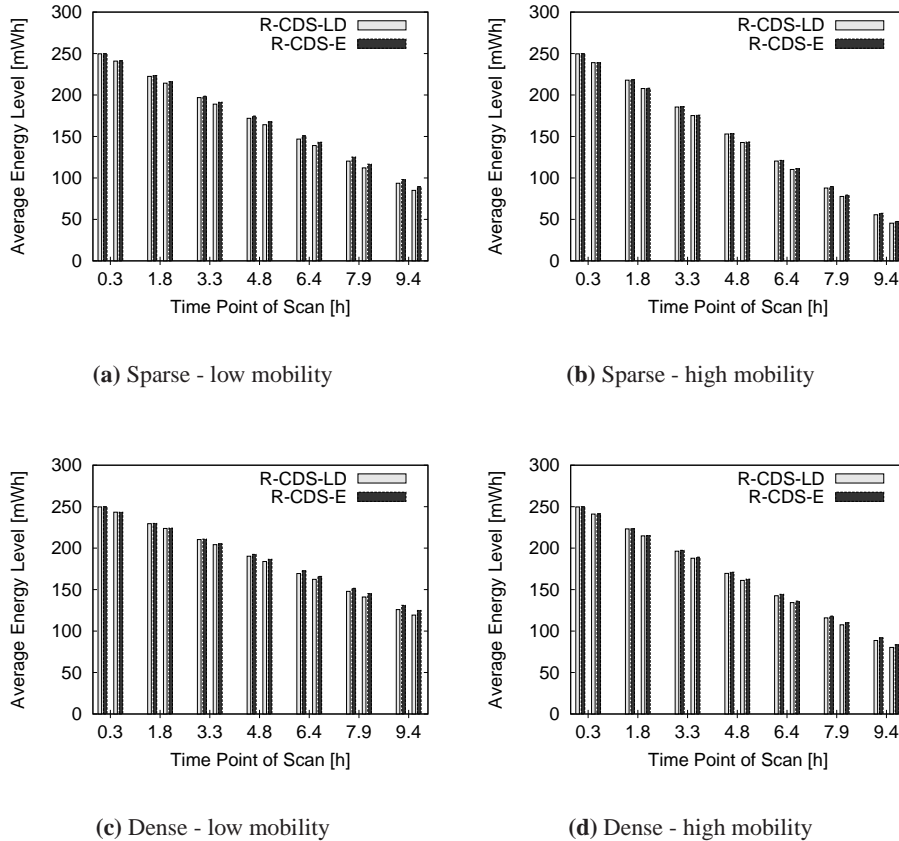 R-CDS-LD
R-CDS-E
Average Energy Level [mWh]
300
250
200
150
100
50
0
0.3 1.8 3.3 4.8 6.4 7.9 9.4
Time Point of Scan [h]
(a) Sparse - low mobility
R-CDS-LD
R-CDS-E
Average Energy Level [mWh]
300
250
200
150
100
50
0
0.3 1.8 3.3 4.8 6.4 7.9 9.4
Time Point of Scan [h]
(b) Sparse - high mobility
R-CDS-LD
R-CDS-E
Average Energy Level [mWh]
300
250
200
150
100
50
0
0.3 1.8 3.3 4.8 6.4 7.9 9.4
Time Point of Scan [h]
(c) Dense - low mobility
R-CDS-LD
R-CDS-E
Average Energy Level [mWh]
300
250
200
150
100
50
0
0.3 1.8 3.3 4.8 6.4 7.9 9.4
Time Point of Scan [h]
(d) Dense - high mobility